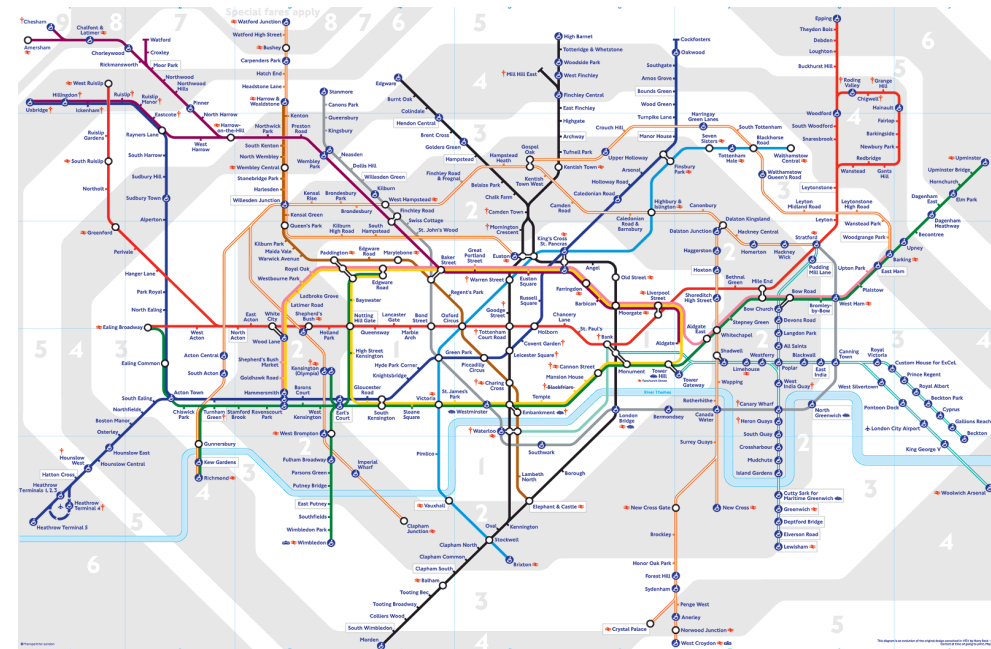 Special fares apply
Chesham
Chalfont &
Latimer
Amersham
Watford
Croxley
Chorleywood
Rickmansworth
Moor Park
Northwood
Northwood
Hills
Pinner
North Harrow
Harrow-
on-the-Hill
Northwick
Park
Preston
Road
West
Harrow
West Ruislip
Hillingdon
Ruislip
Ruislip
Manor
Uxbridge
Ickenham
Eastcote
Rayners Lane
Ruislip
Gardens
South Ruislip
Northolt
Greenford
Perivale
South Harrow
Sudbury Hill
Sudbury Town
Alperton
Hanger Lane
Park Royal
North Ealing
Ealing Broadway
West
Acton
North
Acton
East
Acton
White
City
Shepherd's
Bush
Holland
Park
Notting
Hill Gate
Queensway
Lancaster
Gate
Marble
Arch
Bond
Street
Oxford
Circus
Tottenham
Court Road
Holborn
Chancery
Lane
St. Paul's
Bank
Watford Junction
Watford High Street
Bushey
Carpenders Park
Hatch End
Headstone Lane
Harrow &
Wealdstone
Kenton
South Kenton
North Wembley
Wembley Central
Stonebridge Park
Harlesden
Willesden Junction
Kensal Green
Queen's Park
Kilburn Park
Maida Vale
Warwick Avenue
Paddington
Edgware
Road
Marylebone
Baker
Street
Stanmore
Canons Park
Queensbury
Kingsbury
Wembley
Park
Neasden
Dollis Hill
Willesden Green
Kilburn
West Hampstead
Finchley Road
Swiss Cottage
St. John's Wood
Kensal
Rise
Brondesbury
Park
Brondesbury
Kilburn
High Road
South
Hampstead
Edgware
Burnt Oak
Colindale
Hendon Central
Brent Cross
Golders Green
Hampstead
Hampstead
Heath
Finchley Road
& Frognal
Belsize Park
Chalk Farm
Camden Town
Mornington
Crescent
Gospel
Oak
Kentish
Town West
Kentish Town
Tufnell Park
Archway
Highgate
East Finchley
Finchley Central
Mill Hill East
West Finchley
Woodside Park
Totteridge & Whetstone
High Barnet
Cockfosters
Oakwood
Southgate
Arnos Grove
Bounds Green
Wood Green
Turnpike Lane
Manor House
Crouch Hill
Upper Holloway
Harringay
Green Lanes
Seven
Sisters
South Tottenham
Blackhorse
Road
Tottenham
Hale
Walthamstow
Central
Walthamstow
Queen's Road
Finsbury
Park
Arsenal
Holloway Road
Caledonian Road
Camden
Road
Caledonian
Road &
Barnsbury
Highbury &
Islington
Canonbury
Dalston Kingsland
Dalston Junction
Hackney
Central
Homerton
Hackney
Wick
Haggerston
Hoxton
Shoreditch
High Street
Bethnal
Green
Mile End
Epping
Theydon Bois
Debden
Loughton
Buckhurst Hill
Roding
Valley
Chigwell
Grange
Hill
Hainault
Fairlop
Barkingside
Newbury Park
Redbridge
Gants
Hill
Wanstead
Woodford
South Woodford
Snaresbrook
Leytonstone
Leyton
Leyton
Midland Road
Leytonstone
High Road
Wanstead Park
Woodgrange Park
Stratford
Pudding
Mill Lane
Upminster
Upminster Bridge
Hornchurch
Elm Park
Dagenham
East
Dagenham
Heathway
Becontree
Upney
Barking
East Ham
Upton Park
Plaistow
West Ham
Bow Road
Bow Church
Bromley-
by-Bow
Stepney Green
Devons Road
Langdon Park
All Saints
Whitechapel
Aldgate
East
Aldgate
Liverpool
Street
Moorgate
Old Street
Barbican
Farringdon
Angel
King's Cross
St. Pancras
Euston
Euston
Square
Warren Street
Great
Portland
Street
Regent's Park
Russell
Square
Goodge
Street
Royal Oak
Westbourne Park
Edgware
Road
Ladbroke Grove
Latimer Road
Bayswater
Wood Lane
Shepherd's Bush
Market
Goldhawk Road
Hammersmith
High Street
Kensington
Kensington
(Olympia)
Barons
Court
Gloucester
Road
Hyde Park Corner
Knightsbridge
Green Park
Piccadilly
Circus
Covent Garden
Leicester Square
Charing
Cross
Embankment
Temple
Blackfriars
Mansion House
Cannon Street
Monument
Tower
Hill
Fenchurch Street
Tower
Gateway
River Thames
Shadwell
Limehouse
Westferry
Poplar
Blackwall
East
India
Canning
Town
Royal
Victoria
Custom House for ExCeL
Prince Regent
Royal Albert
Beckton Park
Cyprus
Gallions Reach
Beckton
West Silvertown
Pontoon Dock
London City Airport
King George V
Woolwich Arsenal
North
Greenwich
West
India Quay
Canary Wharf
Heron Quays
South Quay
Crossharbour
Mudchute
Island Gardens
Cutty Sark for
Maritime Greenwich
Greenwich
Deptford Bridge
Elverson Road
Lewisham
Wapping
Rotherhithe
Canada
Water
Bermondsey
London
Bridge
Surrey Quays
New Cross Gate
New Cross
Brockley
Honor Oak Park
Forest Hill
Sydenham
Penge West
Anerley
Norwood Junction
Crystal Palace
West Croydon
Acton Central
South Acton
Ealing Common
Acton Town
South Ealing
Northfields
Boston Manor
Osterley
Hounslow East
Hounslow Central
Hounslow
West
Hatton Cross
Heathrow
Terminals 1, 2, 3
Heathrow
Terminal 4
Heathrow Terminal 5
Chiswick
Park
Turnham
Green
Stamford
Brook
Ravenscourt
Park
West
Kensington
Earl's
Court
South
Kensington
Sloane
Square
Victoria
St. James's
Park
Westminster
Waterloo
Southwark
Gunnersbury
Kew Gardens
Richmond
West Brompton
Fulham Broadway
Parsons Green
Putney Bridge
East Putney
Southfields
Wimbledon Park
Wimbledon
Imperial
Wharf
Clapham
Junction
Pimlico
Vauxhall
Lambeth
North
Borough
Elephant & Castle
Kennington
Oval
Stockwell
Brixton
Clapham North
Clapham Common
Clapham South
Balham
Tooting Bec
Tooting Broadway
Colliers Wood
South Wimbledon
Morden